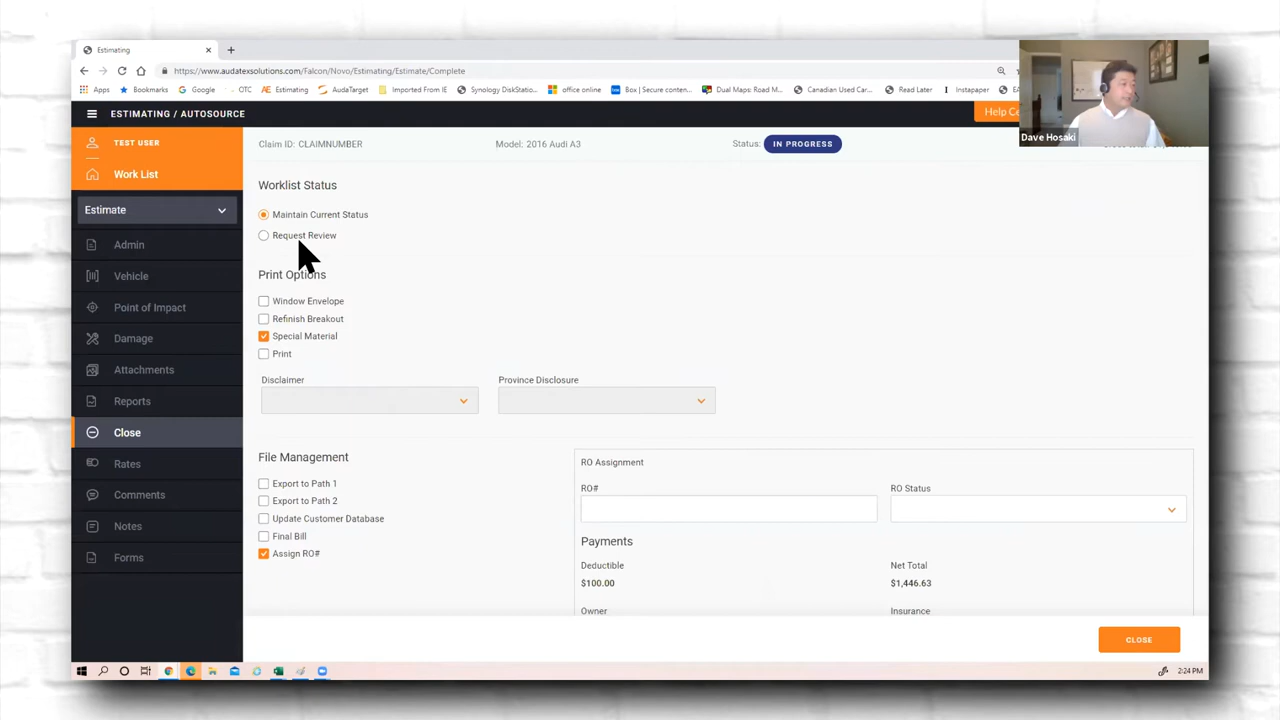 Estimating
https://www.audatexsolutions.com/Falcon/Novo/Estimating/Estimate/Complete
Apps Bookmarks Google OTC Estimating AudaTarget Imported From IE Synology DiskStation... office online Box | Secure conten... Dual Maps: Road M... Canadian Used Car... Read Later Instapaper
ESTIMATING / AUTOSOURCE
Dave Hosaki
TEST USER
Claim ID: CLAIMNUMBER Model: 2016 Audi A3 Status: IN PROGRESS
Work List
Worklist Status
Estimate
Maintain Current Status
Request Review
Admin
Vehicle
Print Options
Point of Impact
Window Envelope
Refinish Breakout
Damage
Special Material
Print
Attachments
Disclaimer Province Disclosure
Reports
Close
File Management
RO Assignment
Rates
Export to Path 1
RO# RO Status
Comments
Export to Path 2
Update Customer Database
Notes
Final Bill
Payments
Assign RO#
Forms
Deductible Net Total
$100.00 $1,446.63
Owner Insurance
CLOSE
2:24 PM